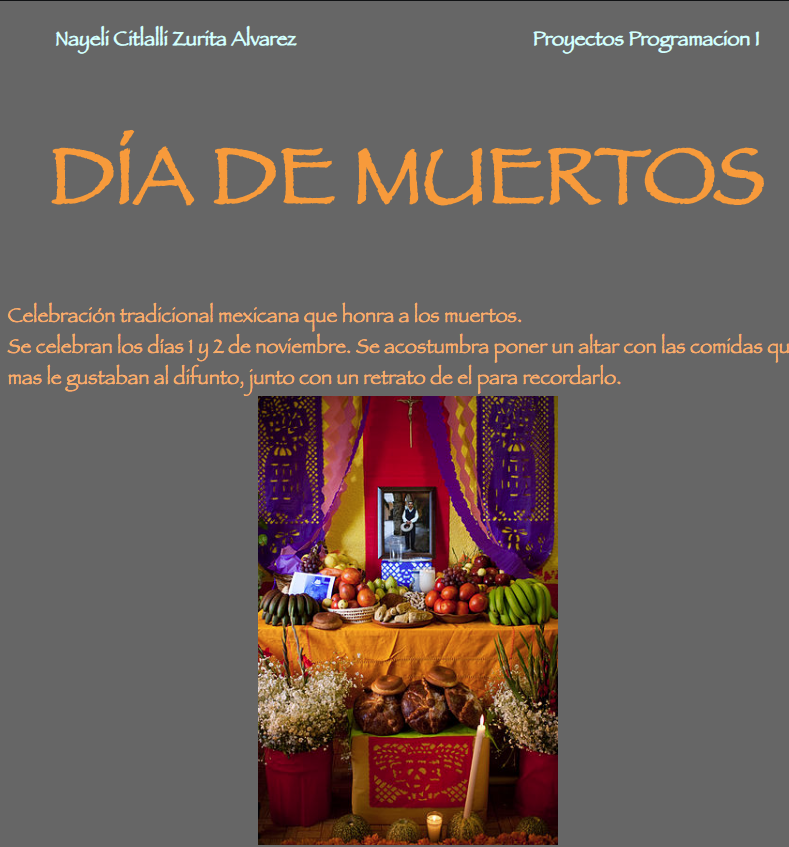 Nayeli Citlalli Zurita Alvarez
Proyectos Programacion I
DÍA DE MUERTOS
Celebración tradicional mexicana que honra a los muertos.
Se celebran los días 1 y 2 de noviembre. Se acostumbra poner un altar con las comidas qu
mas le gustaban al difunto, junto con un retrato de el para recordarlo.